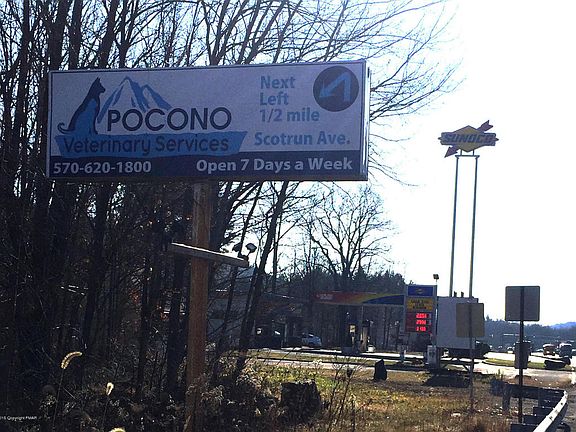 POCONO
Veterinary Services
570-620-1800
Next
Left
1/2 mile
Scotrun Ave.
Open 7 Days a Week
SUNOCO